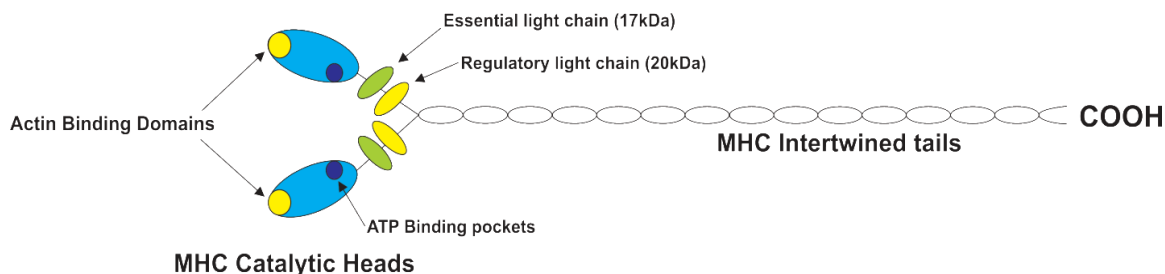 Essential light chain (17kDa)
Regulatory light chain (20kDa)
Actin Binding Domains
COOH
MHC Intertwined tails
ATP Binding pockets
MHC Catalytic Heads